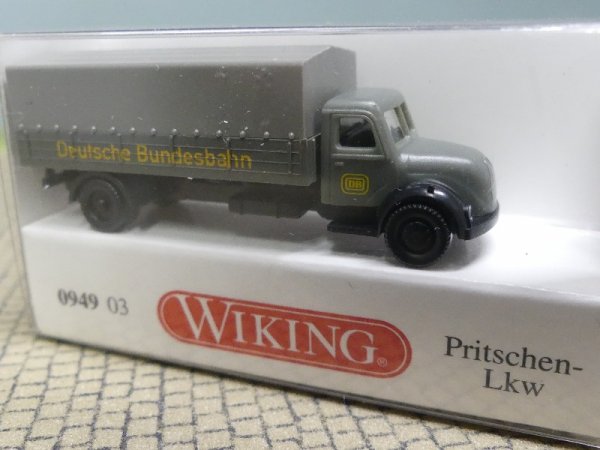 Deutsche Bundesbahn
DB
0949 03
WIKING®
Pritschen-
Lkw